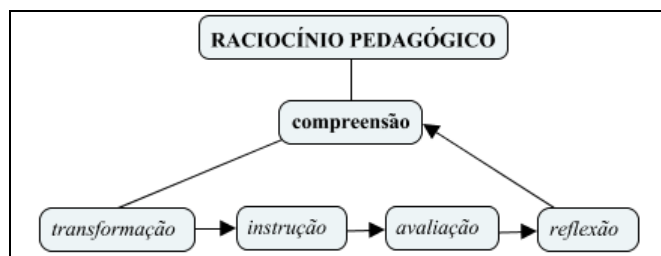 RACIOCÍNIO PEDAGÓGICO
compreensão
transformação
instrução
avaliação
reflexão